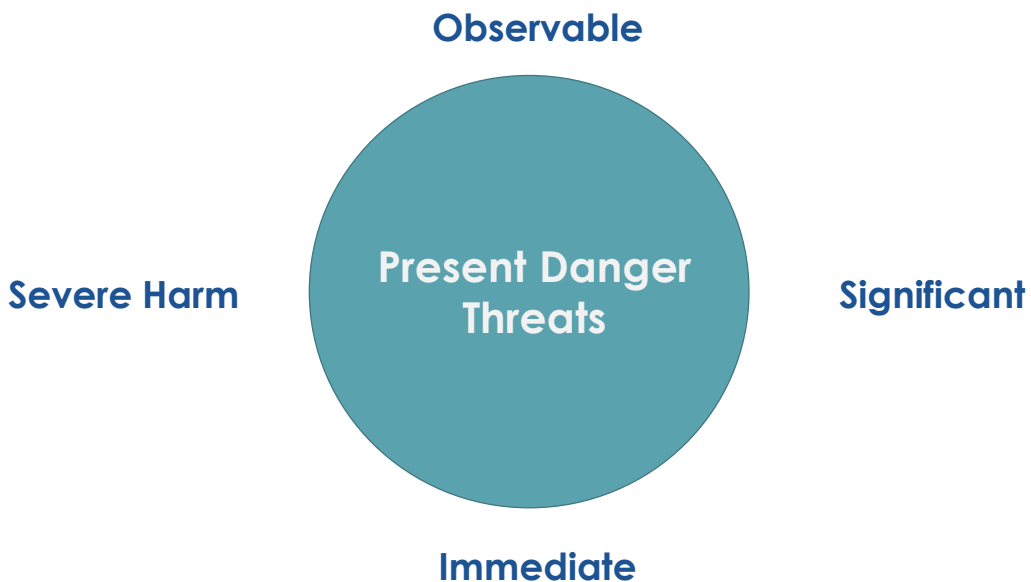 Observable
Present Danger
Threats
Severe Harm
Significant
Immediate